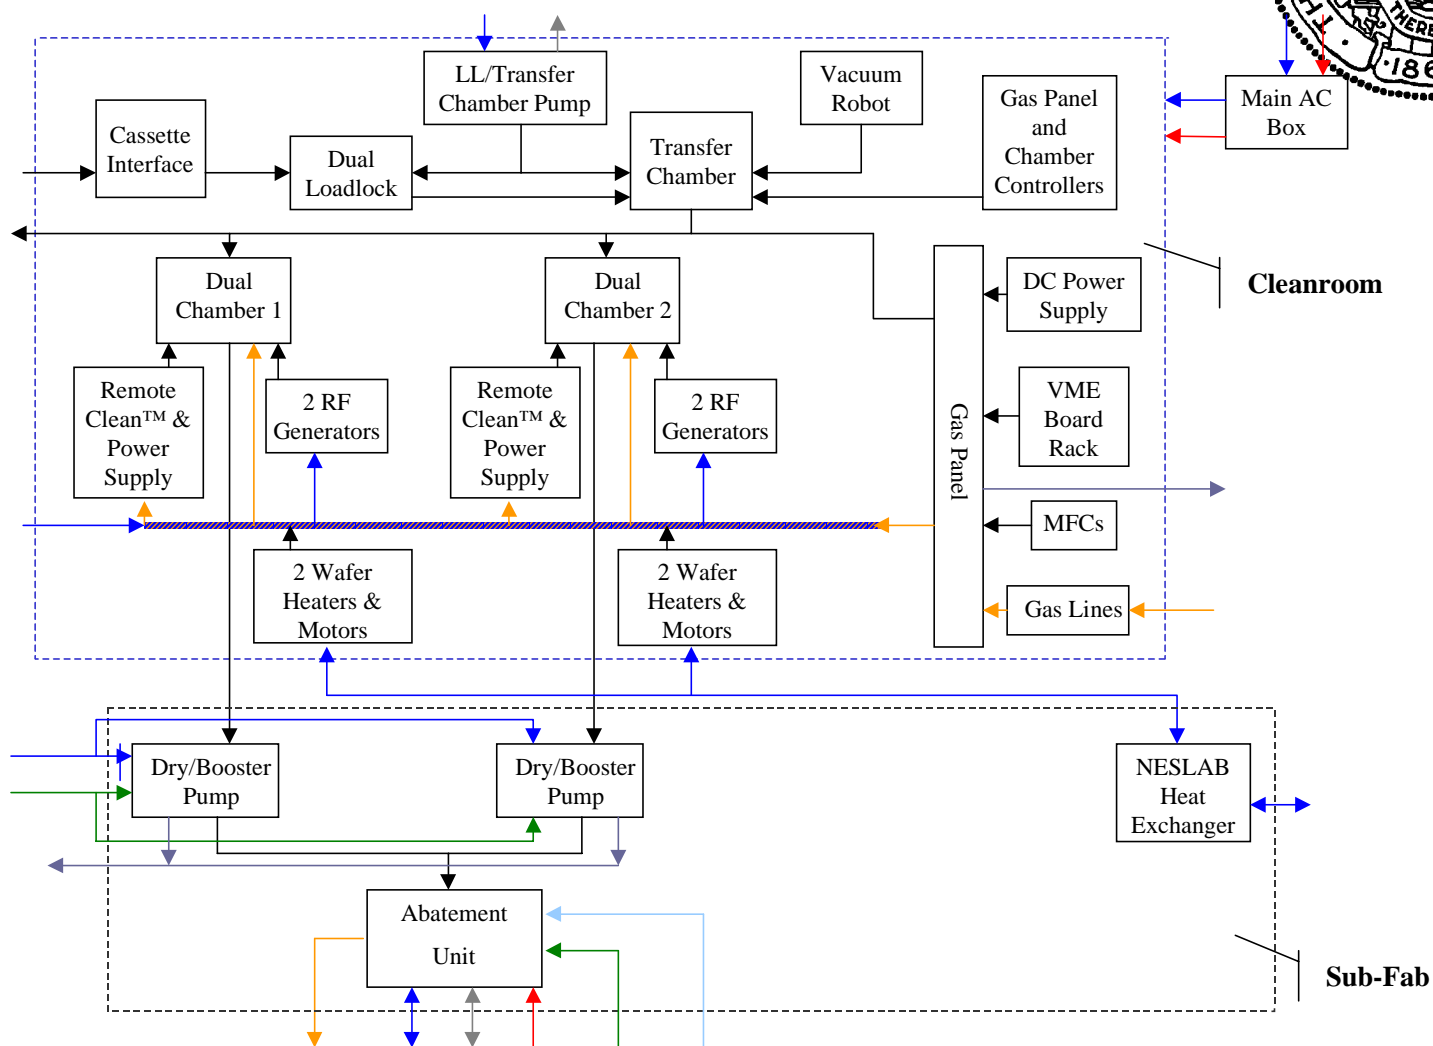 THERE
·186
LL/Transfer
Chamber Pump
Vacuum
Robot
Gas Panel
and
Chamber
Controllers
Main AC
Box
Cassette
Interface
Dual
Loadlock
Transfer
Chamber
Dual
Chamber 1
Dual
Chamber 2
DC Power
Supply
Cleanroom
Remote
Clean™ &
Power
Supply
2 RF
Generators
Remote
Clean™ &
Power
Supply
2 RF
Generators
Gas Panel
VME
Board
Rack
MFCs
2 Wafer
Heaters &
Motors
2 Wafer
Heaters &
Motors
Gas Lines
Dry/Booster
Pump
Dry/Booster
Pump
NESLAB
Heat
Exchanger
Abatement
Unit
Sub-Fab